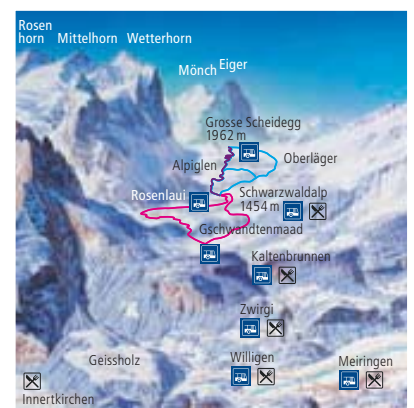 Rosen
horn Mittelhorn Wetterhorn
Mönch Eiger
Grosse Scheidegg
1962 m
Alpiglen
Oberläger
Rosenlaui
Schwarzwaldalp
1454 m
Gschwandtenmaad
Kaltenbrunnen
Zwirgi
Geissholz
Willigen
Meiringen
Innertkirchen